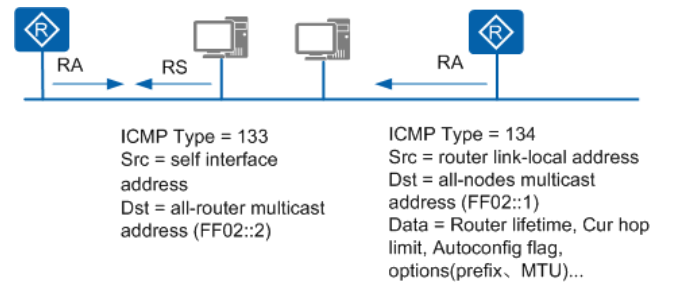 R
R
RA
RS
RA
ICMP Type = 133
Src = self interface
address
Dst = all-router multicast
address (FF02::2)
ICMP Type = 134
Src = router link-local address
Dst = all-nodes multicast
address (FF02::1)
Data = Router lifetime, Cur hop
limit, Autoconfig flag,
options(prefix、MTU)...